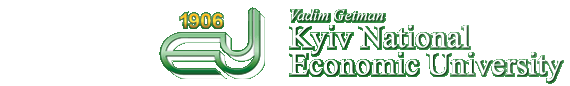 1906
Vadim Getman
Kyiv National
Economic University